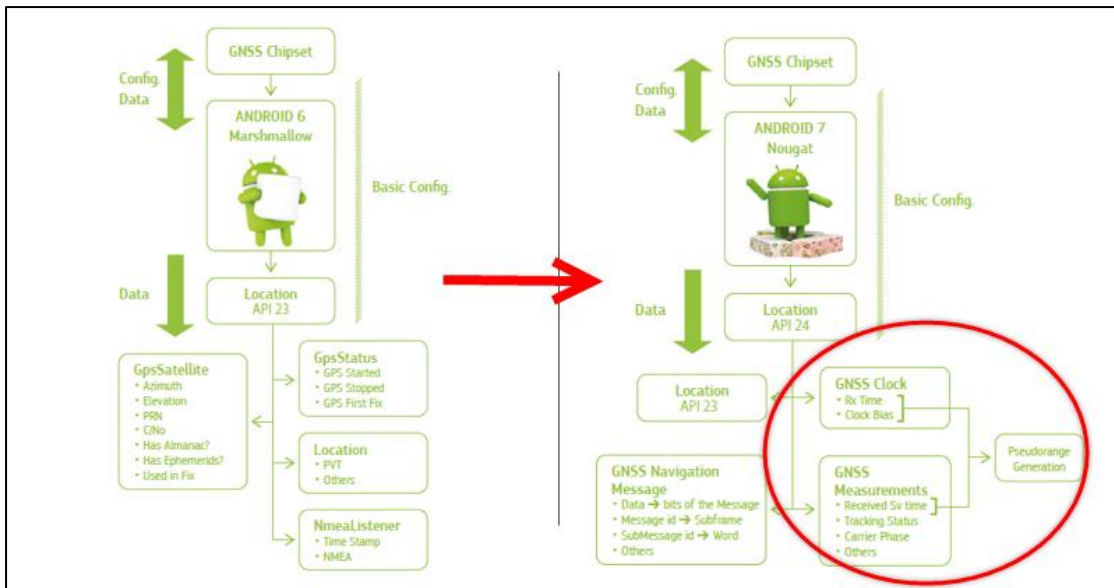 GNSS Chipset
Config.
Data
ANDROID 6
Marshmallow
Basic Config.
Data
Location
API 23
GpsSatellite
• Azimuth
• Elevation
• PRN
• C/No
• Has Almanac?
• Has Ephemerids?
• Used in Fix
GpsStatus
• GPS Started
• GPS Stopped
• GPS First Fix
Location
• PVT
• Others
NmeaListener
• Time Stamp
• NMEA
GNSS Chipset
Config.
Data
ANDROID 7
Nougat
Basic Config.
Data
Location
API 24
Location
API 23
GNSS Clock
• Rx Time
• Clock Bias
Pseudorange
Generation
GNSS Navigation
Message
• Data → bits of the Message
• Message id → Subframe
• SubMessage id → Word
• Others
GNSS
Measurements
• Received Sv time
• Tracking Status
• Carrier Phase
• Others